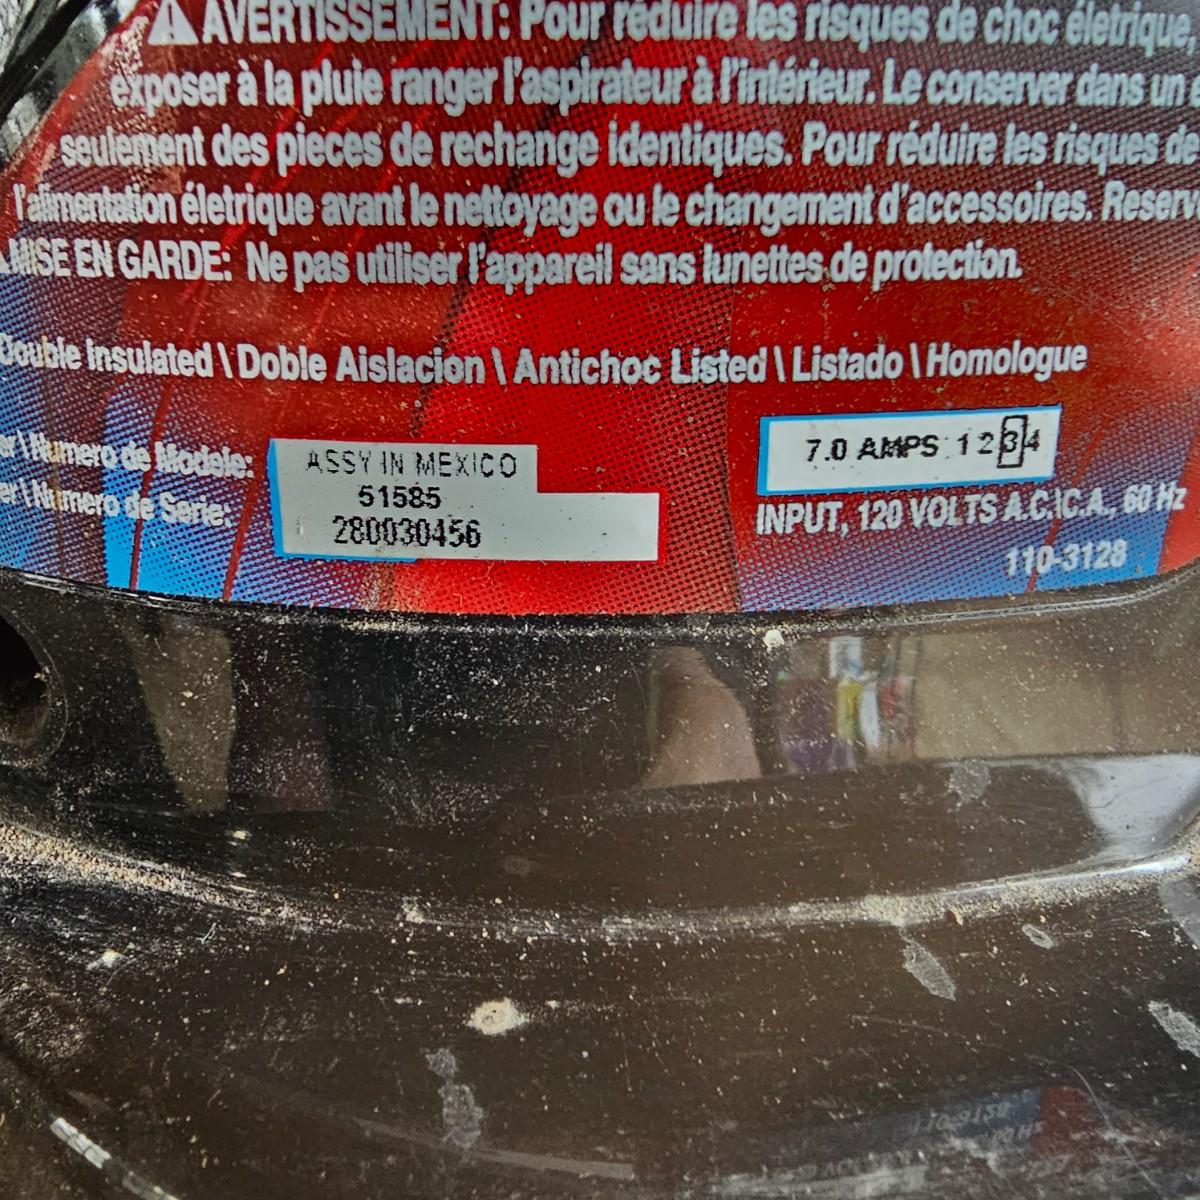 AVERTISSEMENT: Pour réduire les risques de choc életrique,
exposer à la pluie ranger l'aspirateur à l'intérieur. Le conserver dans un
seulement des pieces de rechange identiques. Pour réduire les risques de
l'alimentation életrique avant le nettoyage ou le changement d'accessoires. Reserv
MISE EN GARDE: Ne pas utiliser l'appareil sans lunettes de protection.
Double Insulated \ Doble Aislacion \ Antichoc Listed \ Listado \ Homologue
er \ Numero de Modele: ASSY IN MEXICO
51585
er \ Numero de Serie: 280030456
7.0 AMPS 1 2 3 4
INPUT, 120 VOLTS A.C.\C.A., 60 Hz
110-3128